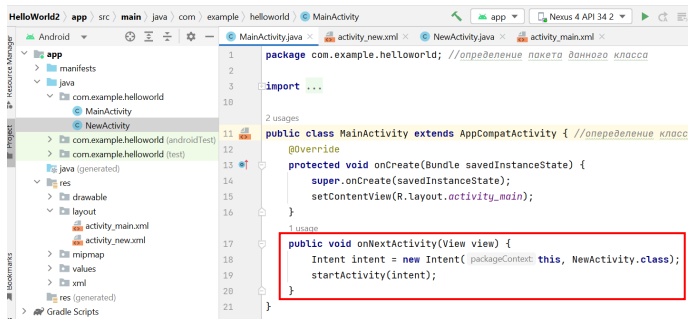 HelloWorld2 app src main java com example helloworld MainActivity app Nexus 4 API 34 2
Android
MainActivity.java activity_new.xml NewActivity.java activity_main.xml
Resource Manager
Project
Bookmarks
app
manifests
java
com.example.helloworld
MainActivity
NewActivity
com.example.helloworld (androidTest)
com.example.helloworld (test)
java (generated)
res
drawable
layout
activity_main.xml
activity_new.xml
mipmap
values
xml
res (generated)
Gradle Scripts
1 package com.example.helloworld; //определение пакета данного класса
2
3 import ...
10
2 usages
11 public class MainActivity extends AppCompatActivity { //опеределение класс
12 @Override
13 protected void onCreate(Bundle savedInstanceState) {
14 super.onCreate(savedInstanceState);
15 setContentView(R.layout.activity_main);
16 }
1 usage
17 public void onNextActivity(View view) {
18 Intent intent = new Intent( packageContext: this, NewActivity.class);
19 startActivity(intent);
20 }
21 }